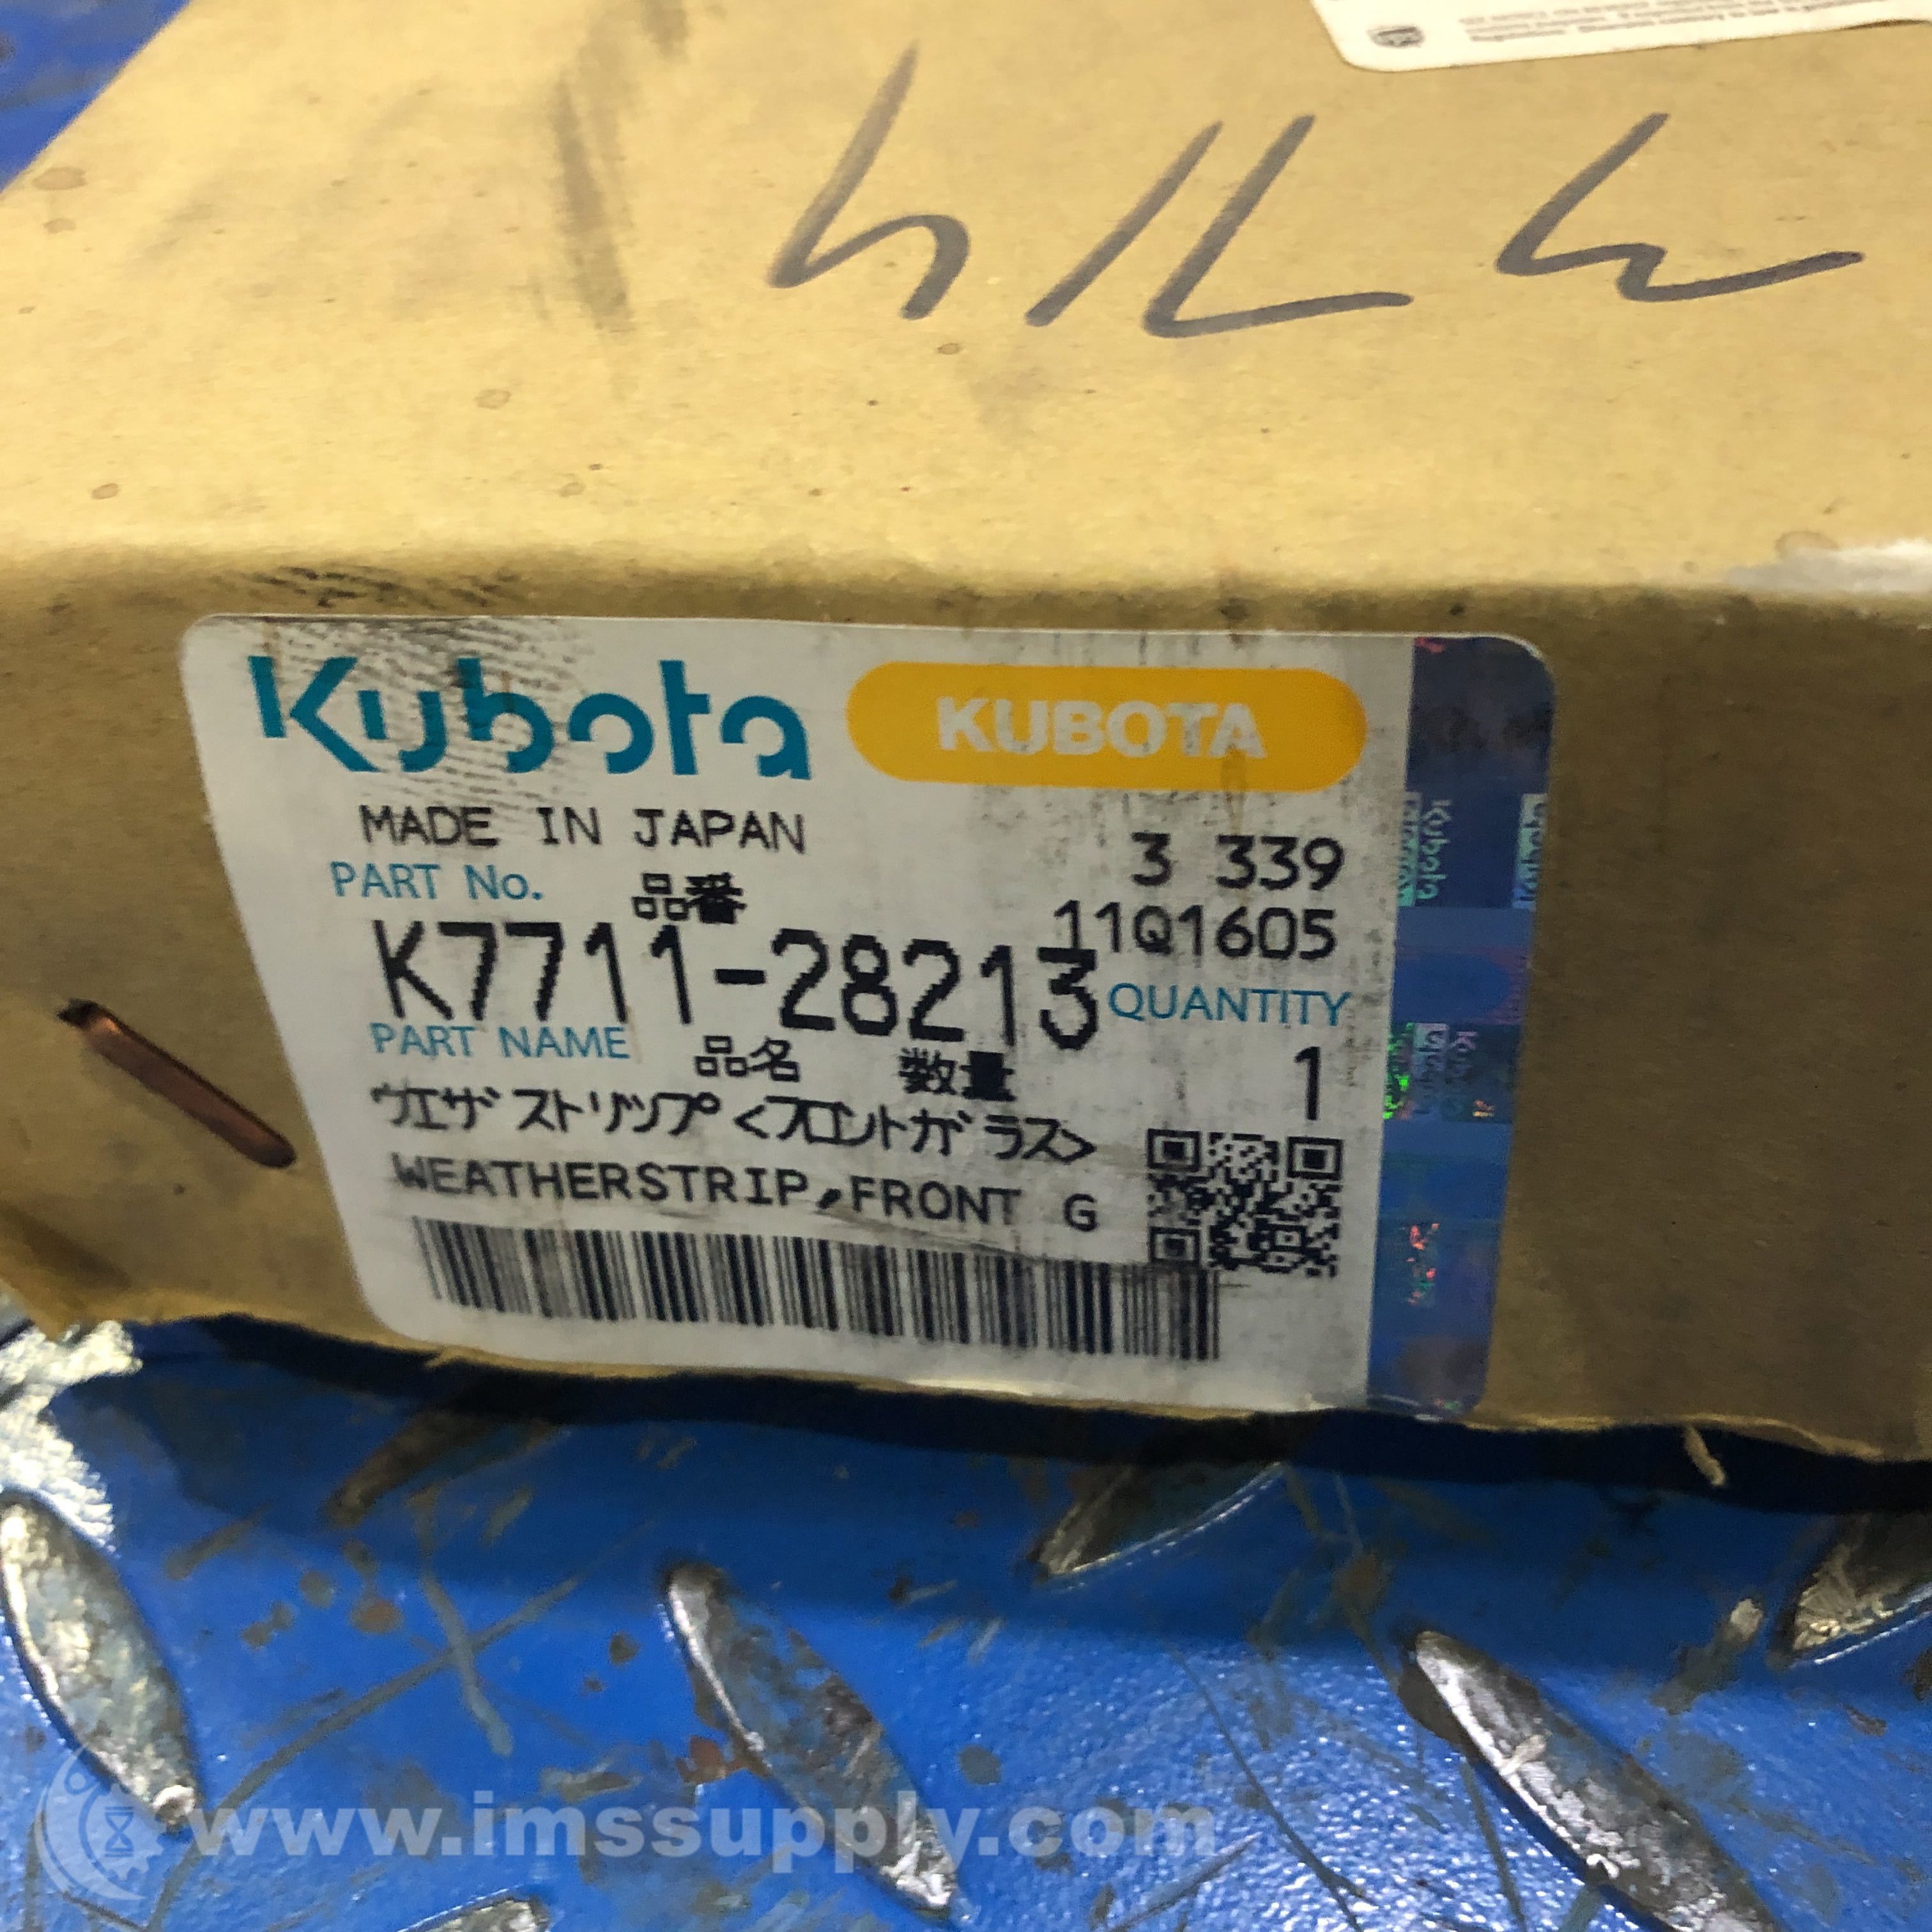 Kubota KUBOTA
MADE IN JAPAN
3 339
PART No. 品番
11Q1605
K7711-28213
QUANTITY
PART NAME 品名 数量
1
ウエザストリップ<フロントガラス>
WEATHERSTRIP,FRONT G
www.imssupply.com